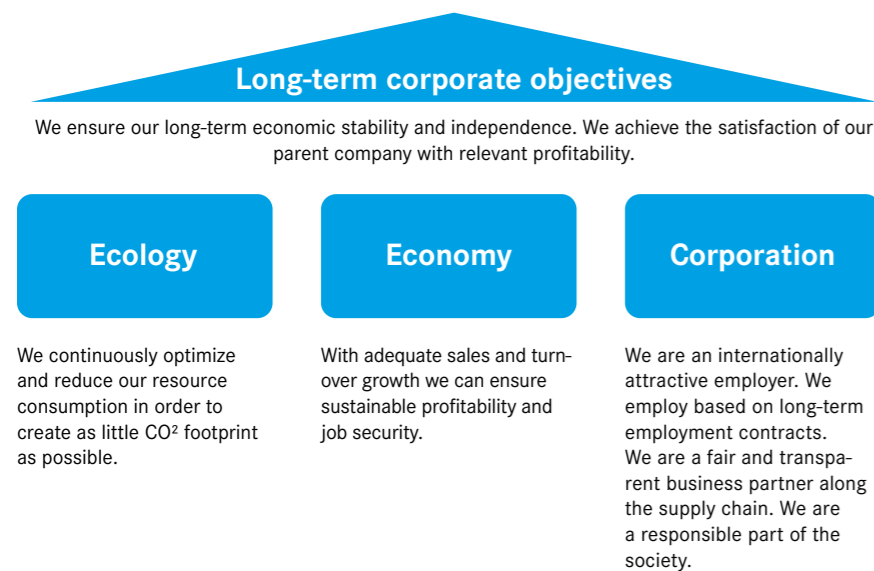 Long-term corporate objectives
We ensure our long-term economic stability and independence. We achieve the satisfaction of our
parent company with relevant profitability.
Ecology
We continuously optimize
and reduce our resource
consumption in order to
create as little CO² footprint
as possible.
Economy
With adequate sales and turn-
over growth we can ensure
sustainable profitability and
job security.
Corporation
We are an internationally
attractive employer. We
employ based on long-term
employment contracts.
We are a fair and transpa-
rent business partner along
the supply chain. We are
a responsible part of the
society.